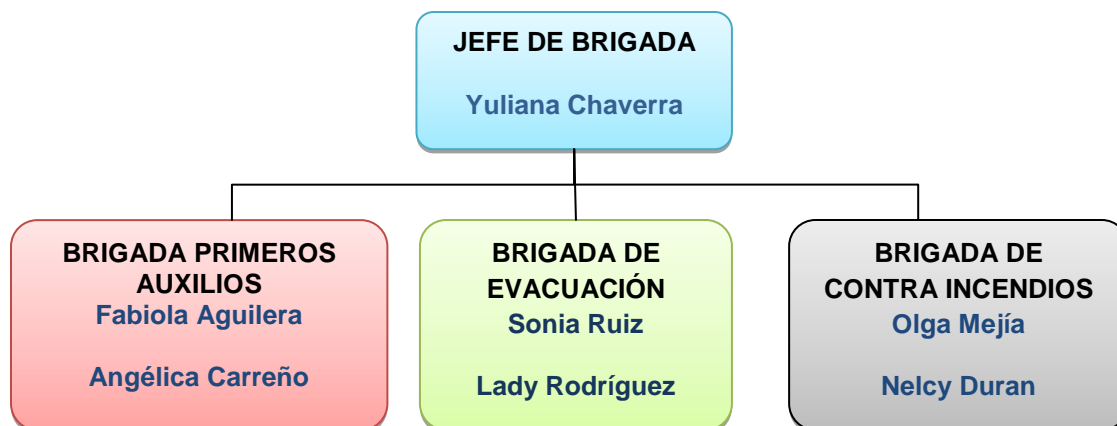 JEFE DE BRIGADA
Yuliana Chaverra
BRIGADA PRIMEROS
AUXILIOS
Fabiola Aguilera
Angélica Carreño
BRIGADA DE
EVACUACIÓN
Sonia Ruiz
Lady Rodríguez
BRIGADA DE
CONTRA INCENDIOS
Olga Mejía
Nelcy Duran